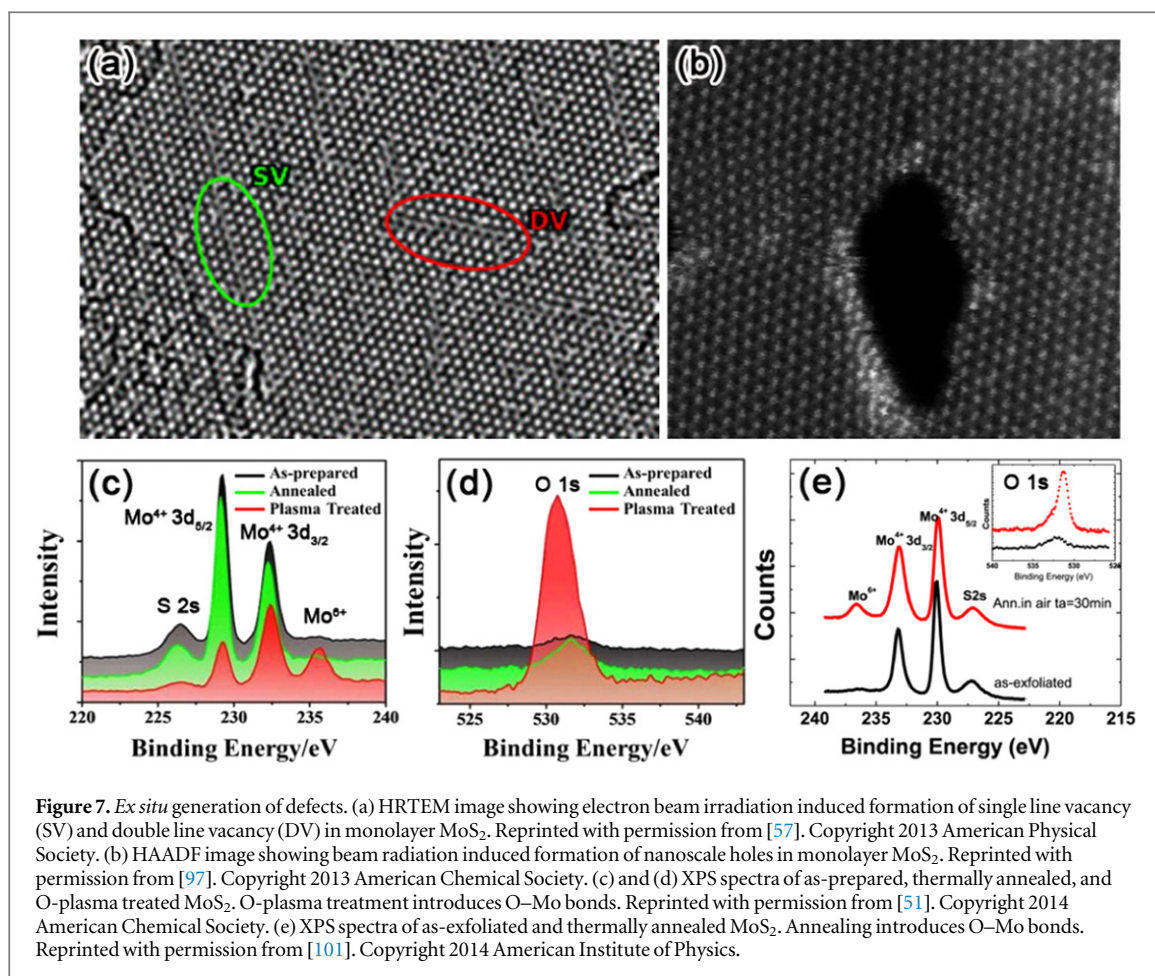 (a)
SV
DV
(b)
(c)
As-prepared
Annealed
Plasma Treated
Mo⁴⁺ 3d₅/₂
Mo⁴⁺ 3d₃/₂
S 2s
Mo⁶⁺
Intensity
220 225 230 235 240
Binding Energy/eV
(d)
O 1s
As-prepared
Annealed
Plasma Treated
Intensity
525 530 535 540
Binding Energy/eV
(e)
O 1s
Counts
540 530 520
Binding Energy (eV)
Mo⁴⁺ 3d₅/₂
Mo⁴⁺ 3d₃/₂
Mo⁶⁺
S2s
Ann.in air ta=30min
as-exfoliated
Counts
240 235 230 225 220 215
Binding Energy (eV)
Figure 7. Ex situ generation of defects. (a) HRTEM image showing electron beam irradiation induced formation of single line vacancy
(SV) and double line vacancy (DV) in monolayer MoS₂. Reprinted with permission from [57]. Copyright 2013 American Physical
Society. (b) HAADF image showing beam radiation induced formation of nanoscale holes in monolayer MoS₂. Reprinted with
permission from [97]. Copyright 2013 American Chemical Society. (c) and (d) XPS spectra of as-prepared, thermally annealed, and
O-plasma treated MoS₂. O-plasma treatment introduces O–Mo bonds. Reprinted with permission from [51]. Copyright 2014
American Chemical Society. (e) XPS spectra of as-exfoliated and thermally annealed MoS₂. Annealing introduces O–Mo bonds.
Reprinted with permission from [101]. Copyright 2014 American Institute of Physics.